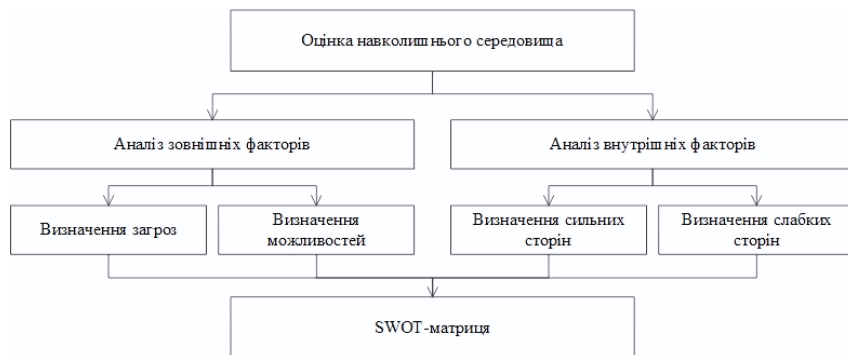 Оцінка навколишнього середовища
Аналіз зовнішніх факторів
Аналіз внутрішніх факторів
Визначення загроз
Визначення
можливостей
Визначення сильних
сторін
Визначення слабких
сторін
SWOT-матриця